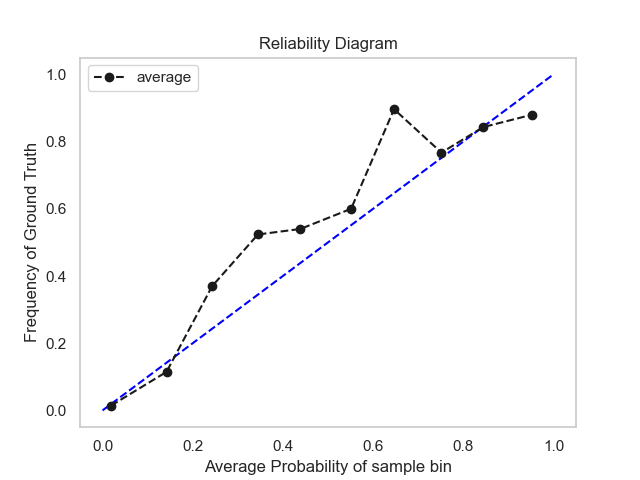 Reliability Diagram
average
Frequency of Ground Truth
1.0
0.8
0.6
0.4
0.2
0.0
0.0 0.2 0.4 0.6 0.8 1.0
Average Probability of sample bin